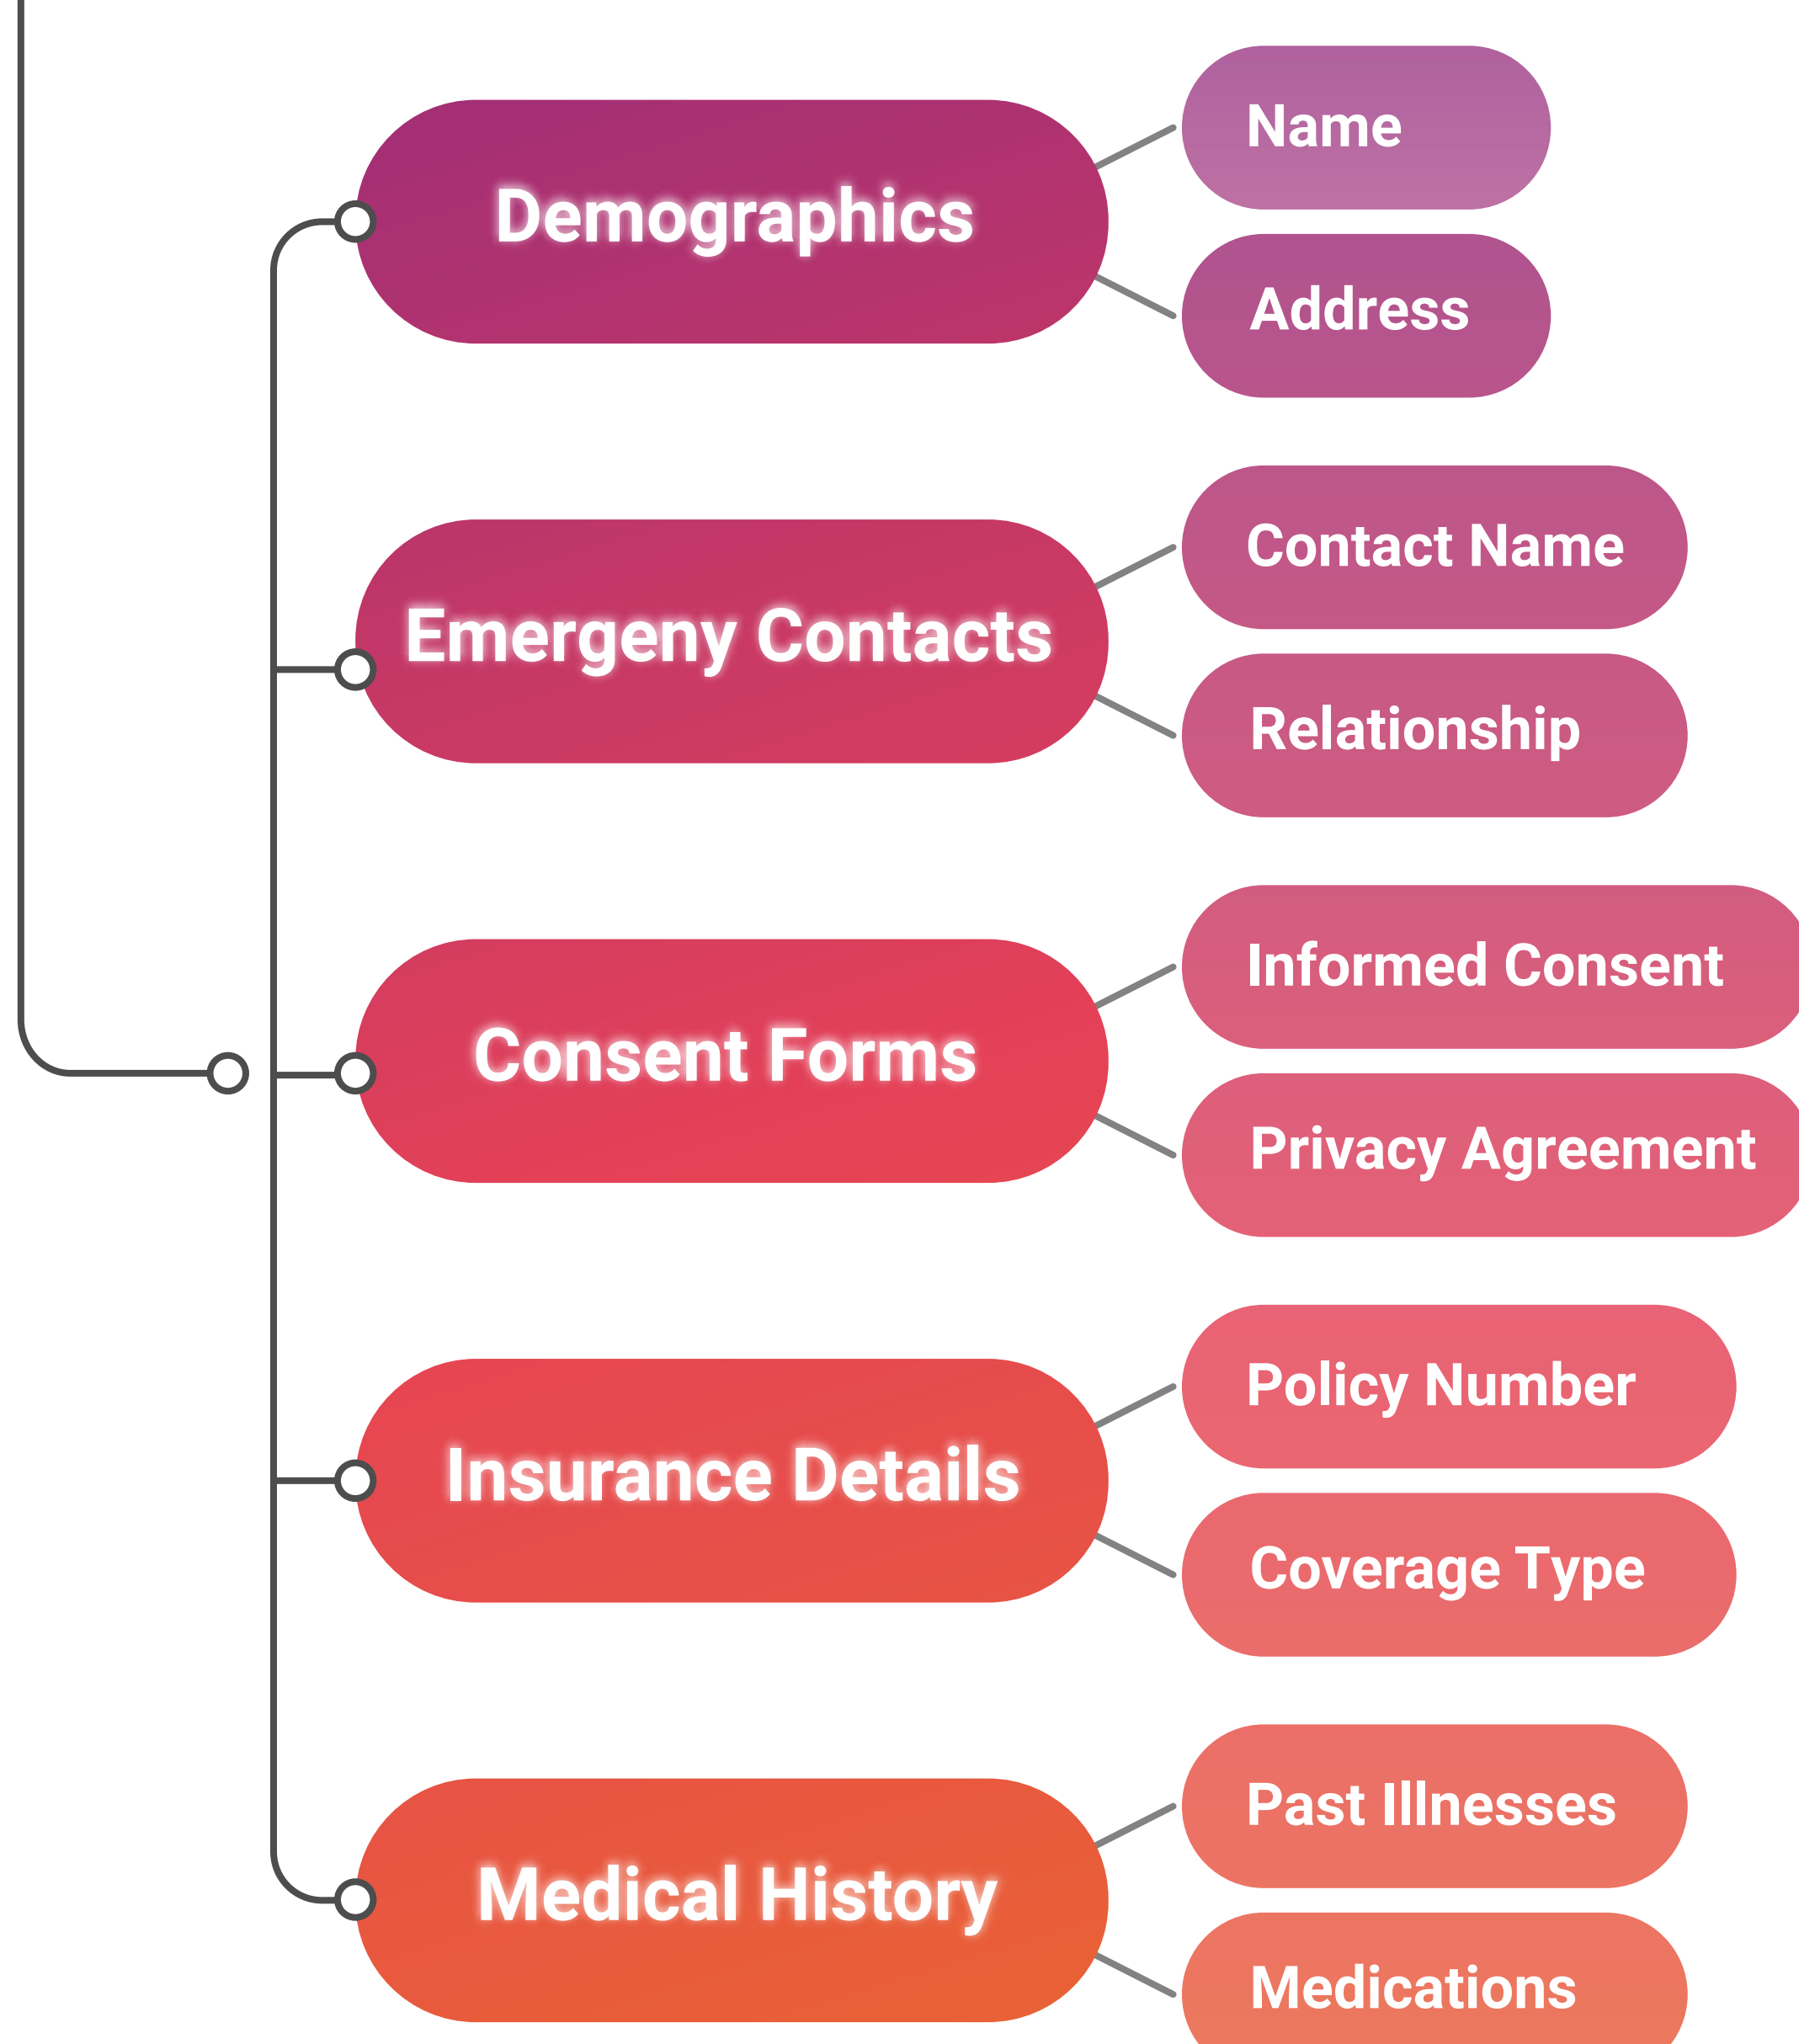 Demographics
Name
Address
Emergeny Contacts
Contact Name
Relationship
Consent Forms
Informed Consent
Privacy Agreement
Insurance Details
Policy Number
Coverage Type
Medical History
Past Illnesses
Medications